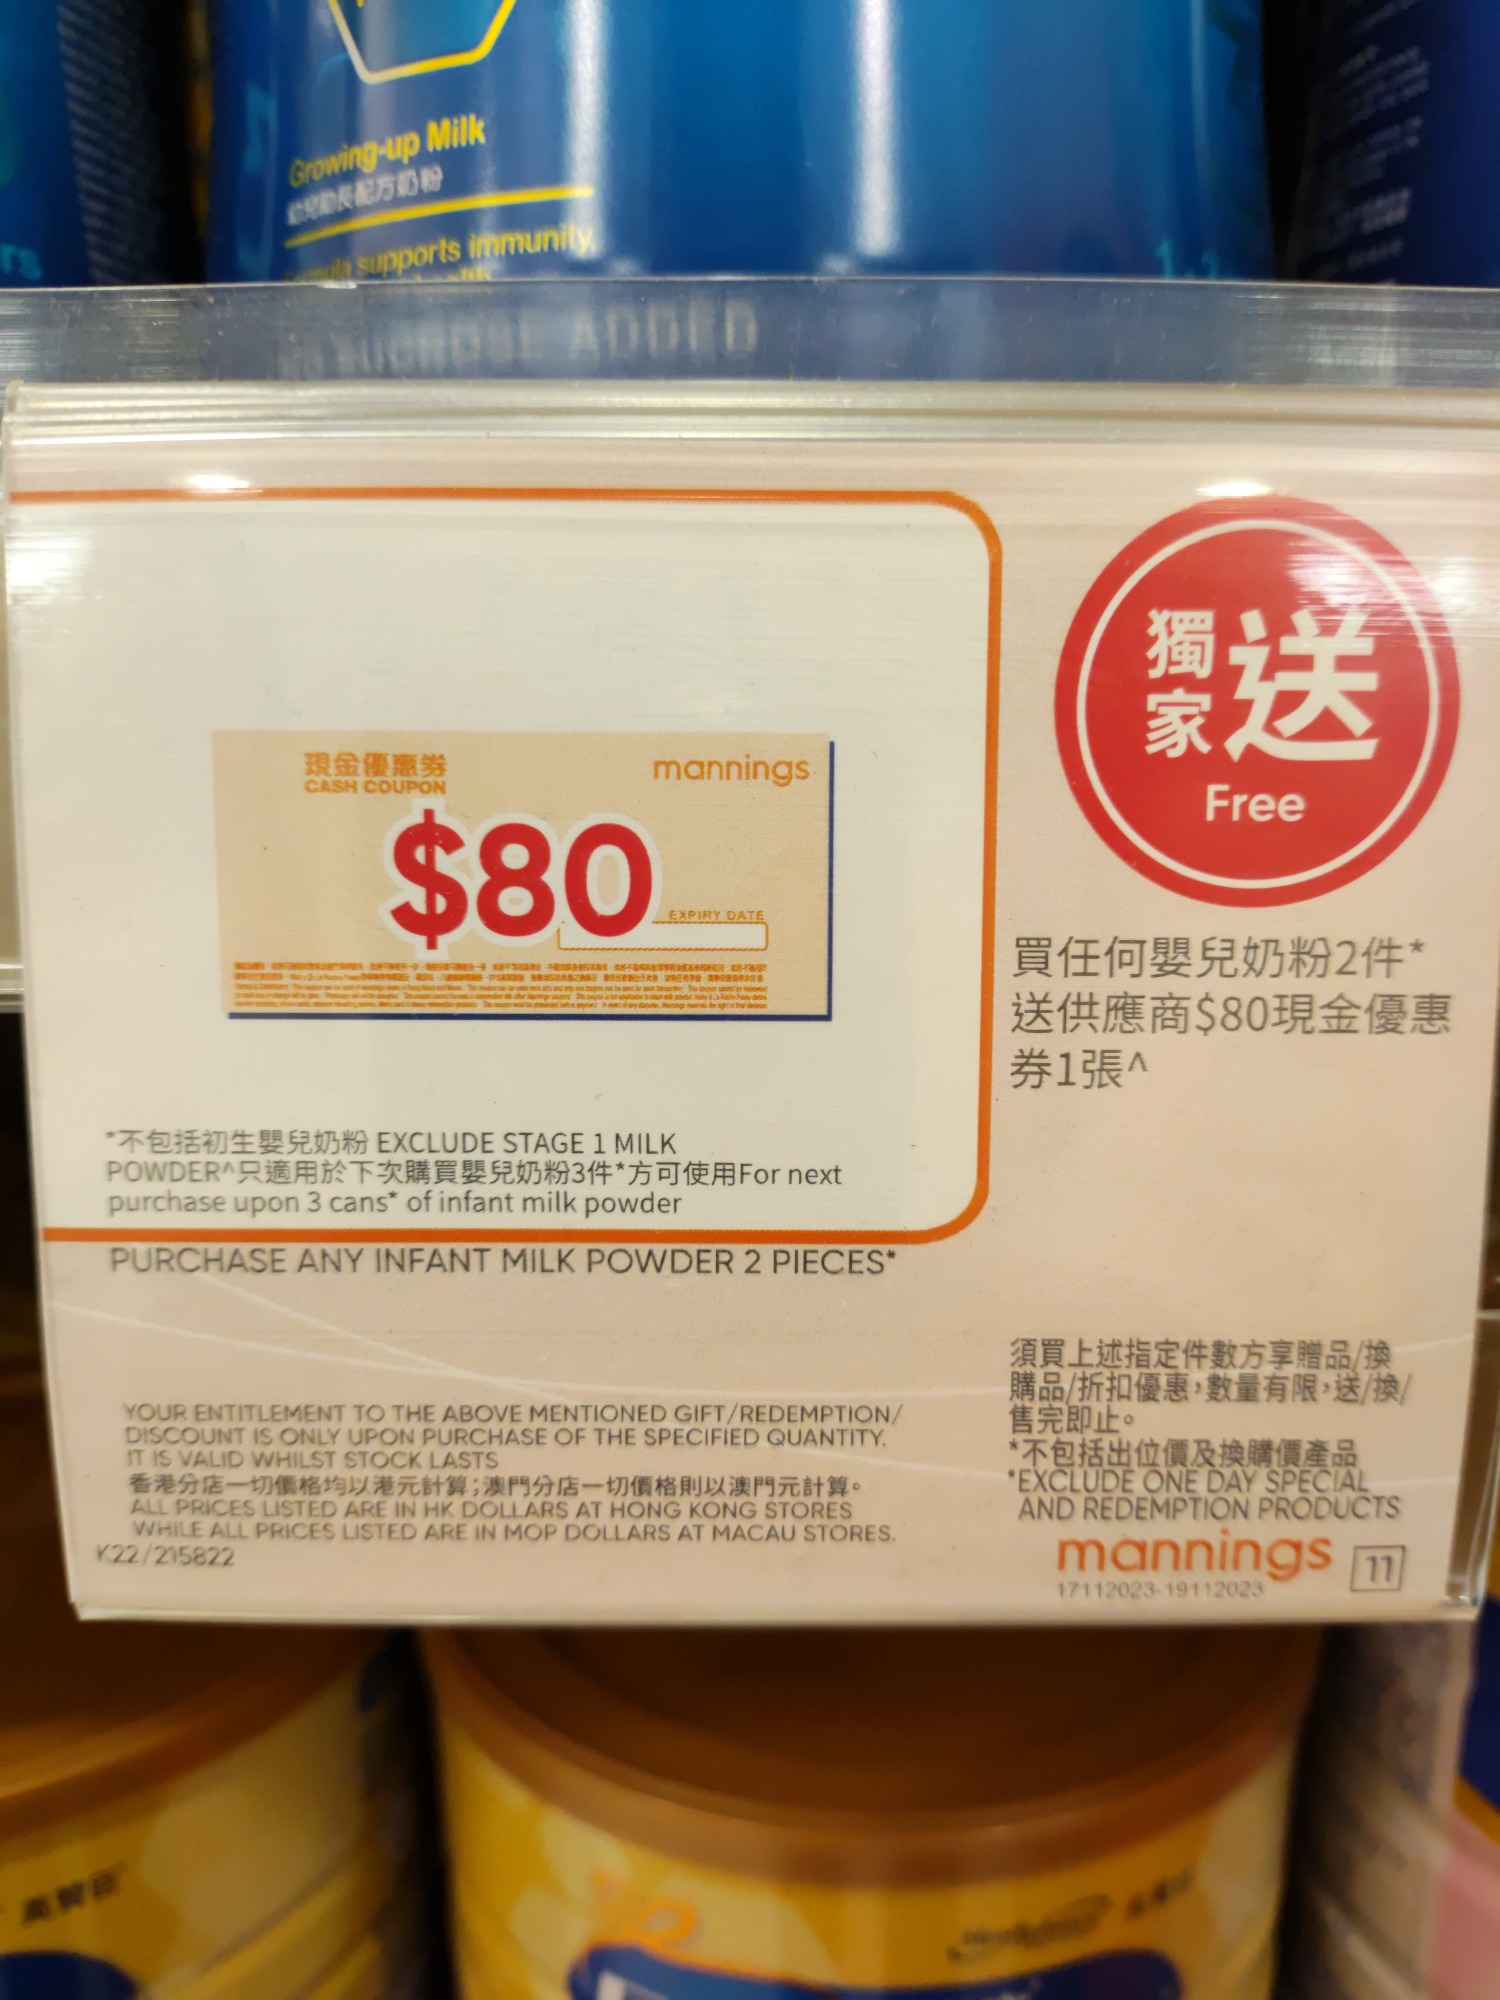 Growing-up Milk
幼兒助長配方奶粉
supports immunity,
ADDED
現金優惠券
CASH COUPON
mannings
$80
EXPIRY DATE
獨家送
Free
買任何嬰兒奶粉2件*
送供應商$80現金優惠
券1張^
*不包括初生嬰兒奶粉 EXCLUDE STAGE 1 MILK
POWDER^只適用於下次購買嬰兒奶粉3件*方可使用For next
purchase upon 3 cans* of infant milk powder
PURCHASE ANY INFANT MILK POWDER 2 PIECES*
YOUR ENTITLEMENT TO THE ABOVE MENTIONED GIFT/REDEMPTION/
DISCOUNT IS ONLY UPON PURCHASE OF THE SPECIFIED QUANTITY.
IT IS VALID WHILST STOCK LASTS
香港分店一切價格均以港元計算;澳門分店一切價格則以澳門元計算。
ALL PRICES LISTED ARE IN HK DOLLARS AT HONG KONG STORES
WHILE ALL PRICES LISTED ARE IN MOP DOLLARS AT MACAU STORES.
K22/215822
須買上述指定件數方享贈品/換
購品/折扣優惠,數量有限,送/換/
售完即止。
*不包括出位價及換購價產品
*EXCLUDE ONE DAY SPECIAL
AND REDEMPTION PRODUCTS
mannings 11
17112023-19112023
美贊臣